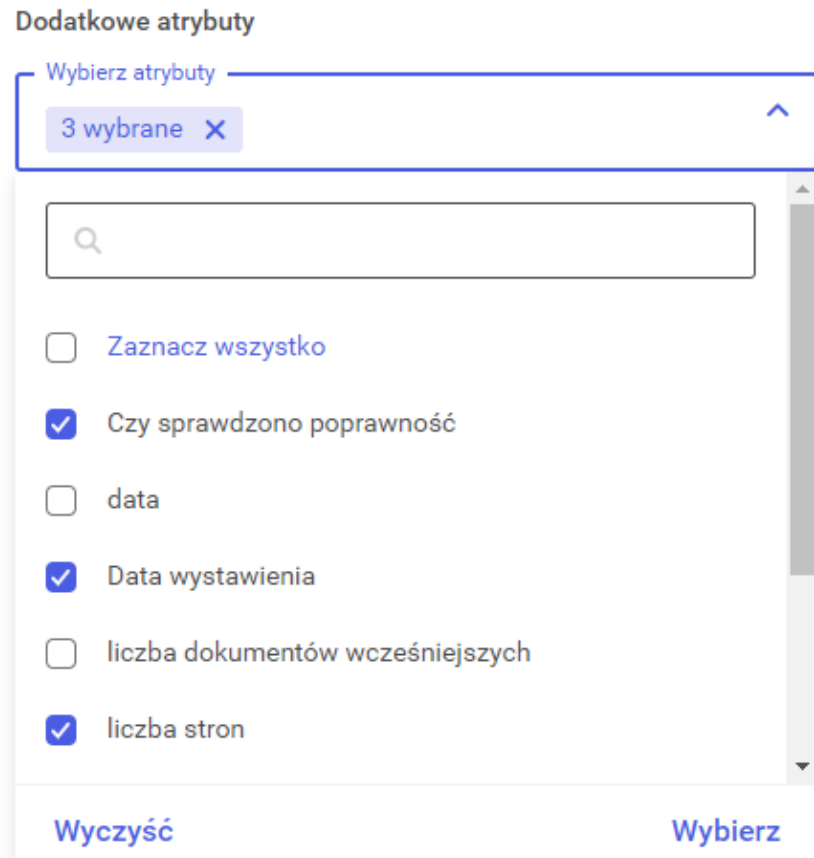 Dodatkowe atrybuty
Wybierz atrybuty
3 wybrane
Zaznacz wszystko
Czy sprawdzono poprawność
data
Data wystawienia
liczba dokumentów wcześniejszych
liczba stron
Wyczyść Wybierz